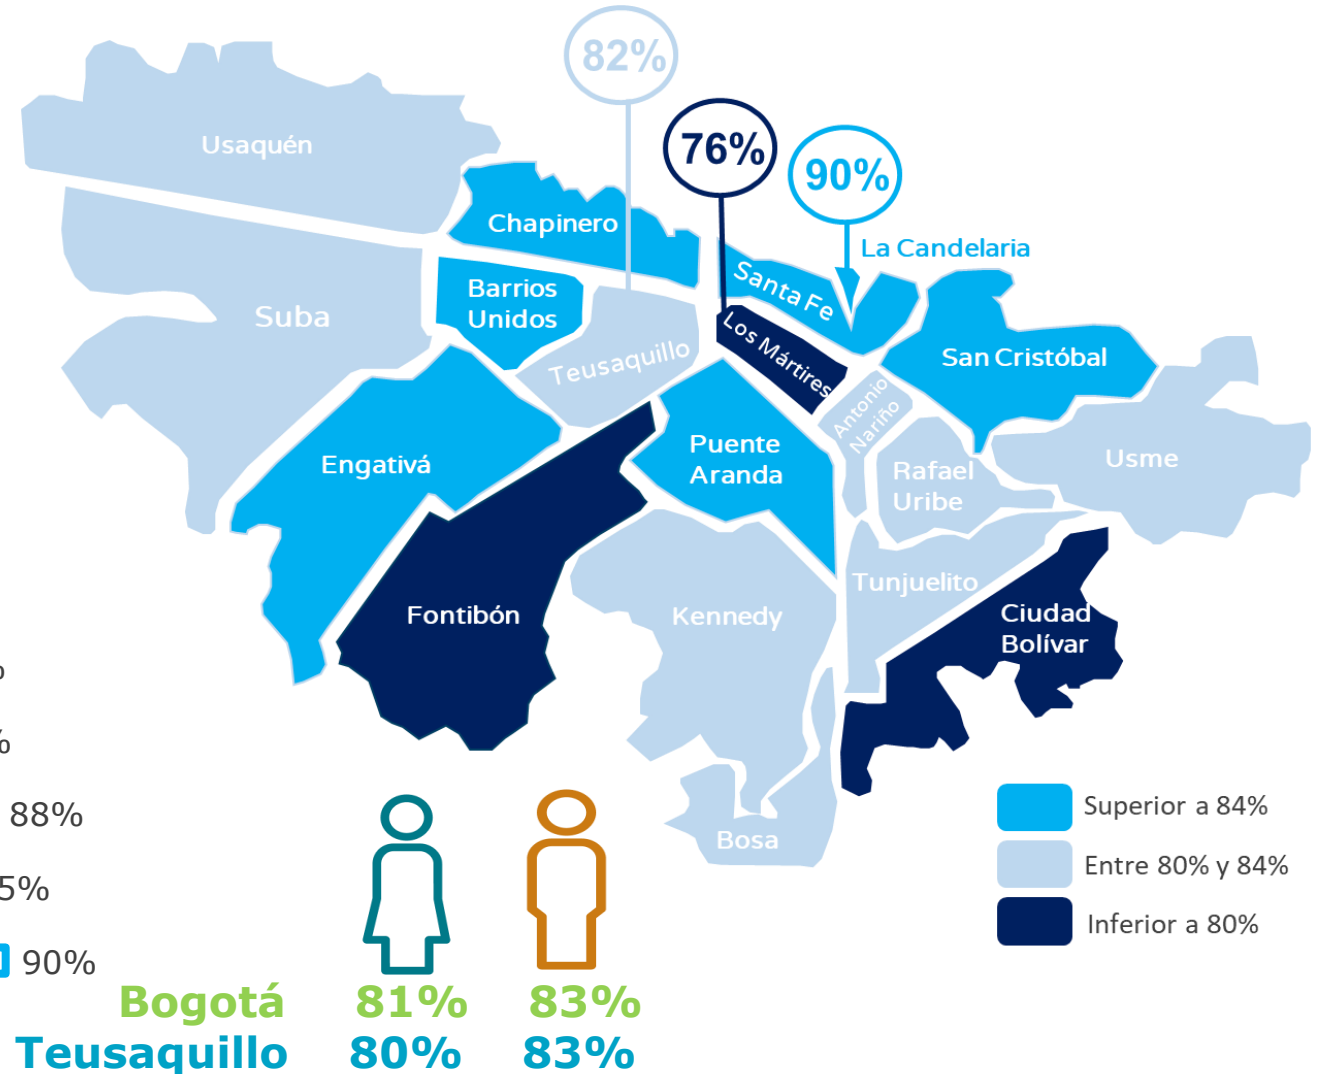 82%
76%
90%
Usaquén
Chapinero
La Candelaria
Santa Fe
Barrios
Unidos
Suba
Teusaquillo
Los Mártires
San Cristóbal
Antonio
Nariño
Engativá
Puente
Aranda
Rafael
Uribe
Usme
Tunjuelito
Fontibón
Kennedy
Ciudad
Bolívar
Bosa
%
%
88%
5%
90%
Superior a 84%
Entre 80% y 84%
Inferior a 80%
Bogotá 81% 83%
Teusaquillo 80% 83%